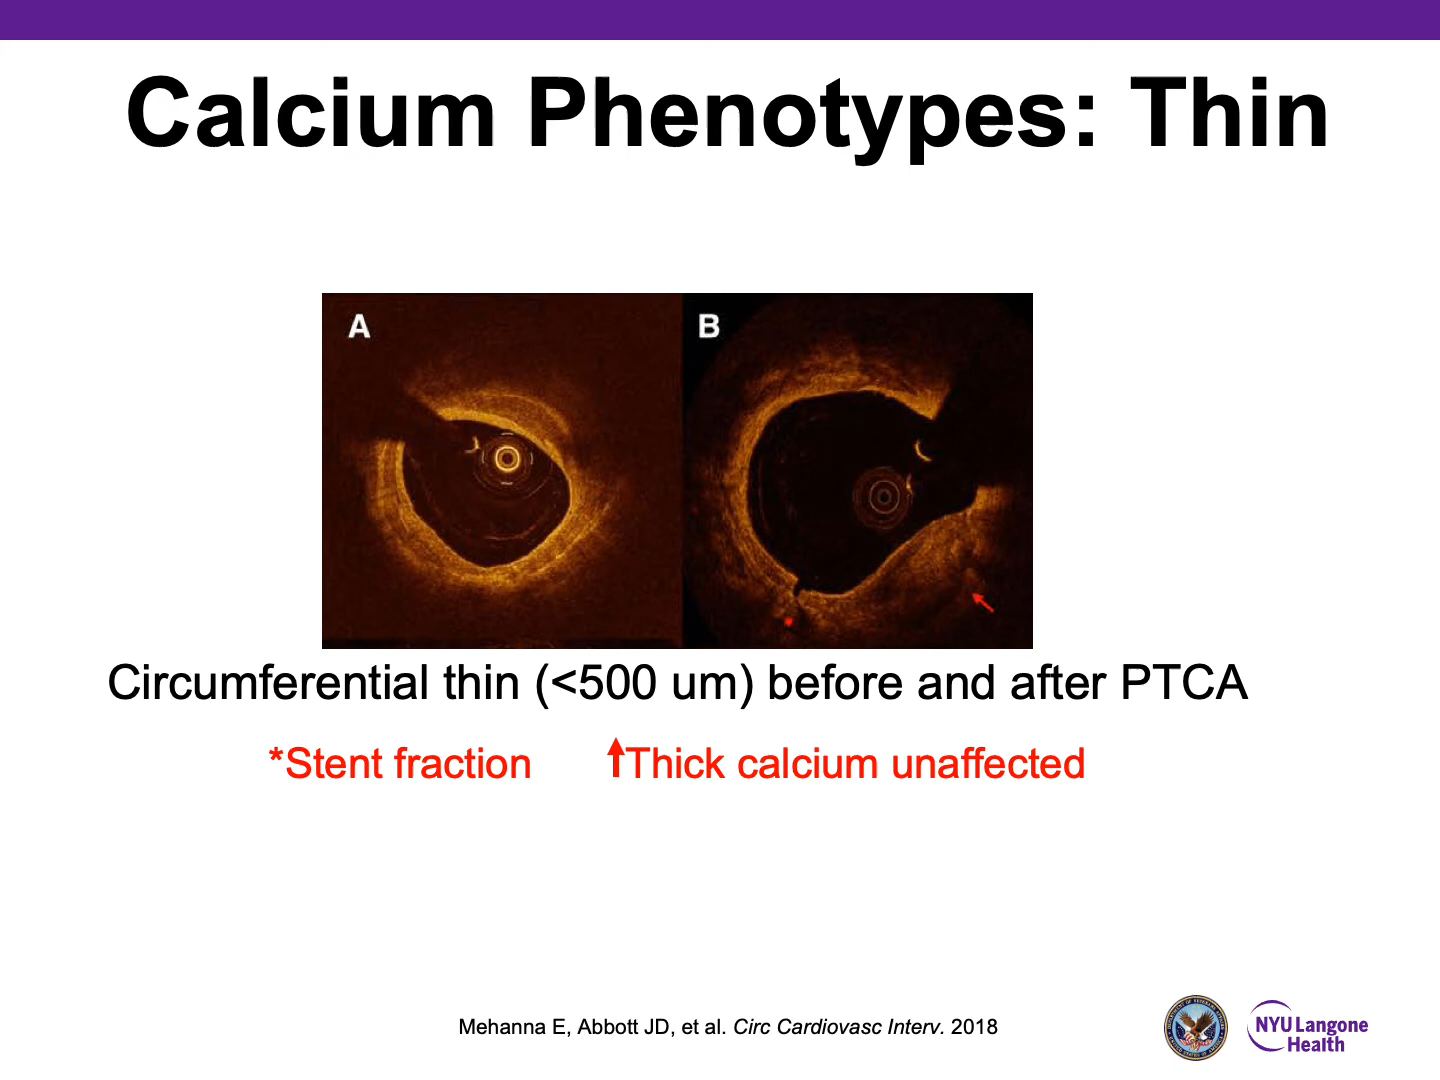 Calcium Phenotypes: Thin
A
B
Circumferential thin (<500 um) before and after PTCA
*Stent fraction
Thick calcium unaffected
Mehanna E, Abbott JD, et al. Circ Cardiovasc Interv. 2018
NYU Langone
Health